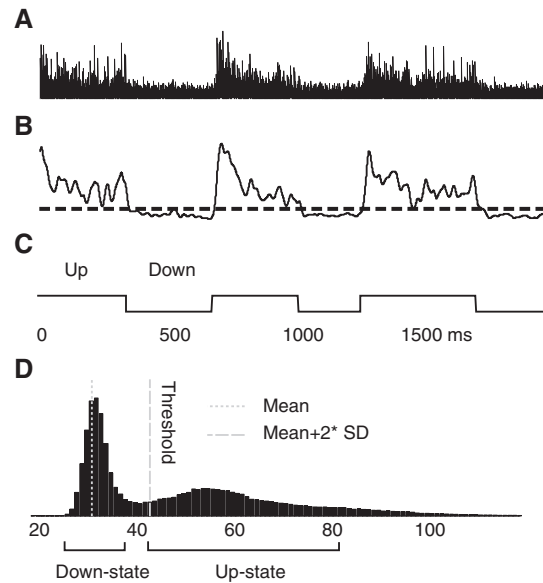 A
B
C
Up Down
0 500 1000 1500 ms
D
Threshold
Mean
Mean+2* SD
20 40 60 80 100
Down-state Up-state